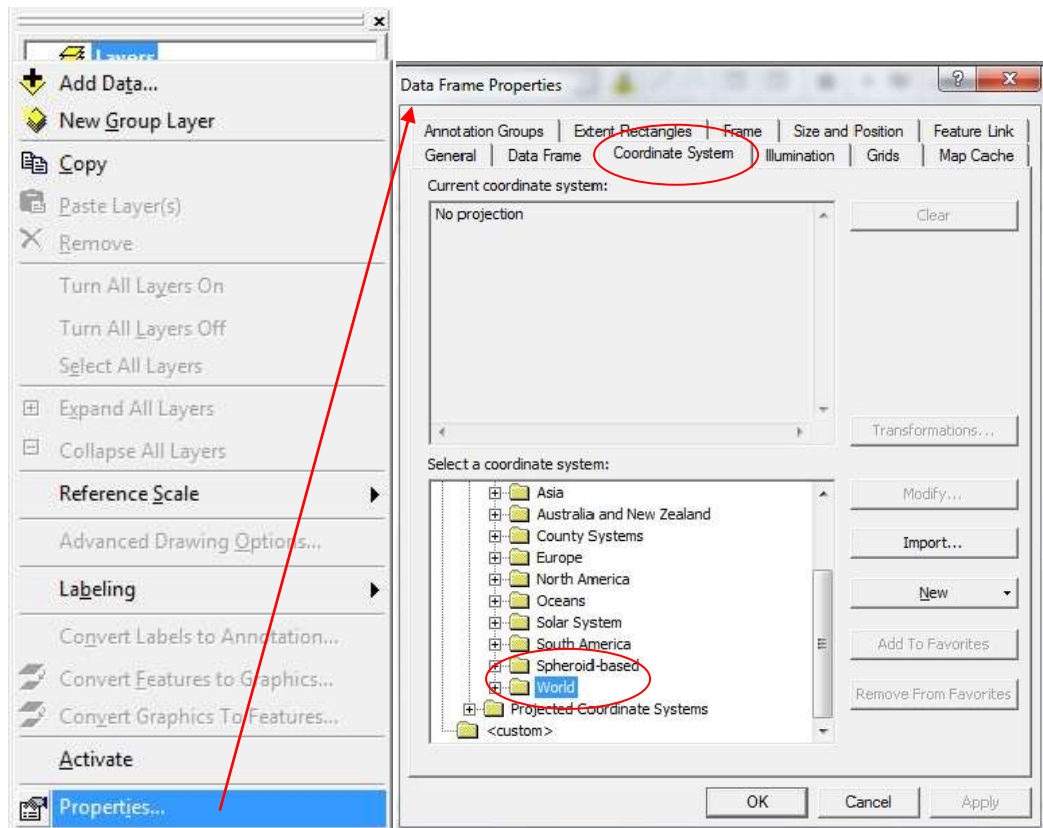 Layers
Add Data...
New Group Layer
Copy
Paste Layer(s)
Remove
Turn All Layers On
Turn All Layers Off
Select All Layers
Expand All Layers
Collapse All Layers
Reference Scale
Advanced Drawing Options...
Labeling
Convert Labels to Annotation...
Convert Features to Graphics...
Convert Graphics To Features...
Activate
Properties...
Data Frame Properties
Annotation Groups Extent Rectangles Frame Size and Position Feature Link
General Data Frame Coordinate System Illumination Grids Map Cache
Current coordinate system:
No projection
Clear
Transformations...
Select a coordinate system:
Asia
Australia and New Zealand
County Systems
Europe
North America
Oceans
Solar System
South America
Spheroid-based
World
Projected Coordinate Systems
<custom>
Modify...
Import...
New
Add To Favorites
Remove From Favorites
OK Cancel Apply